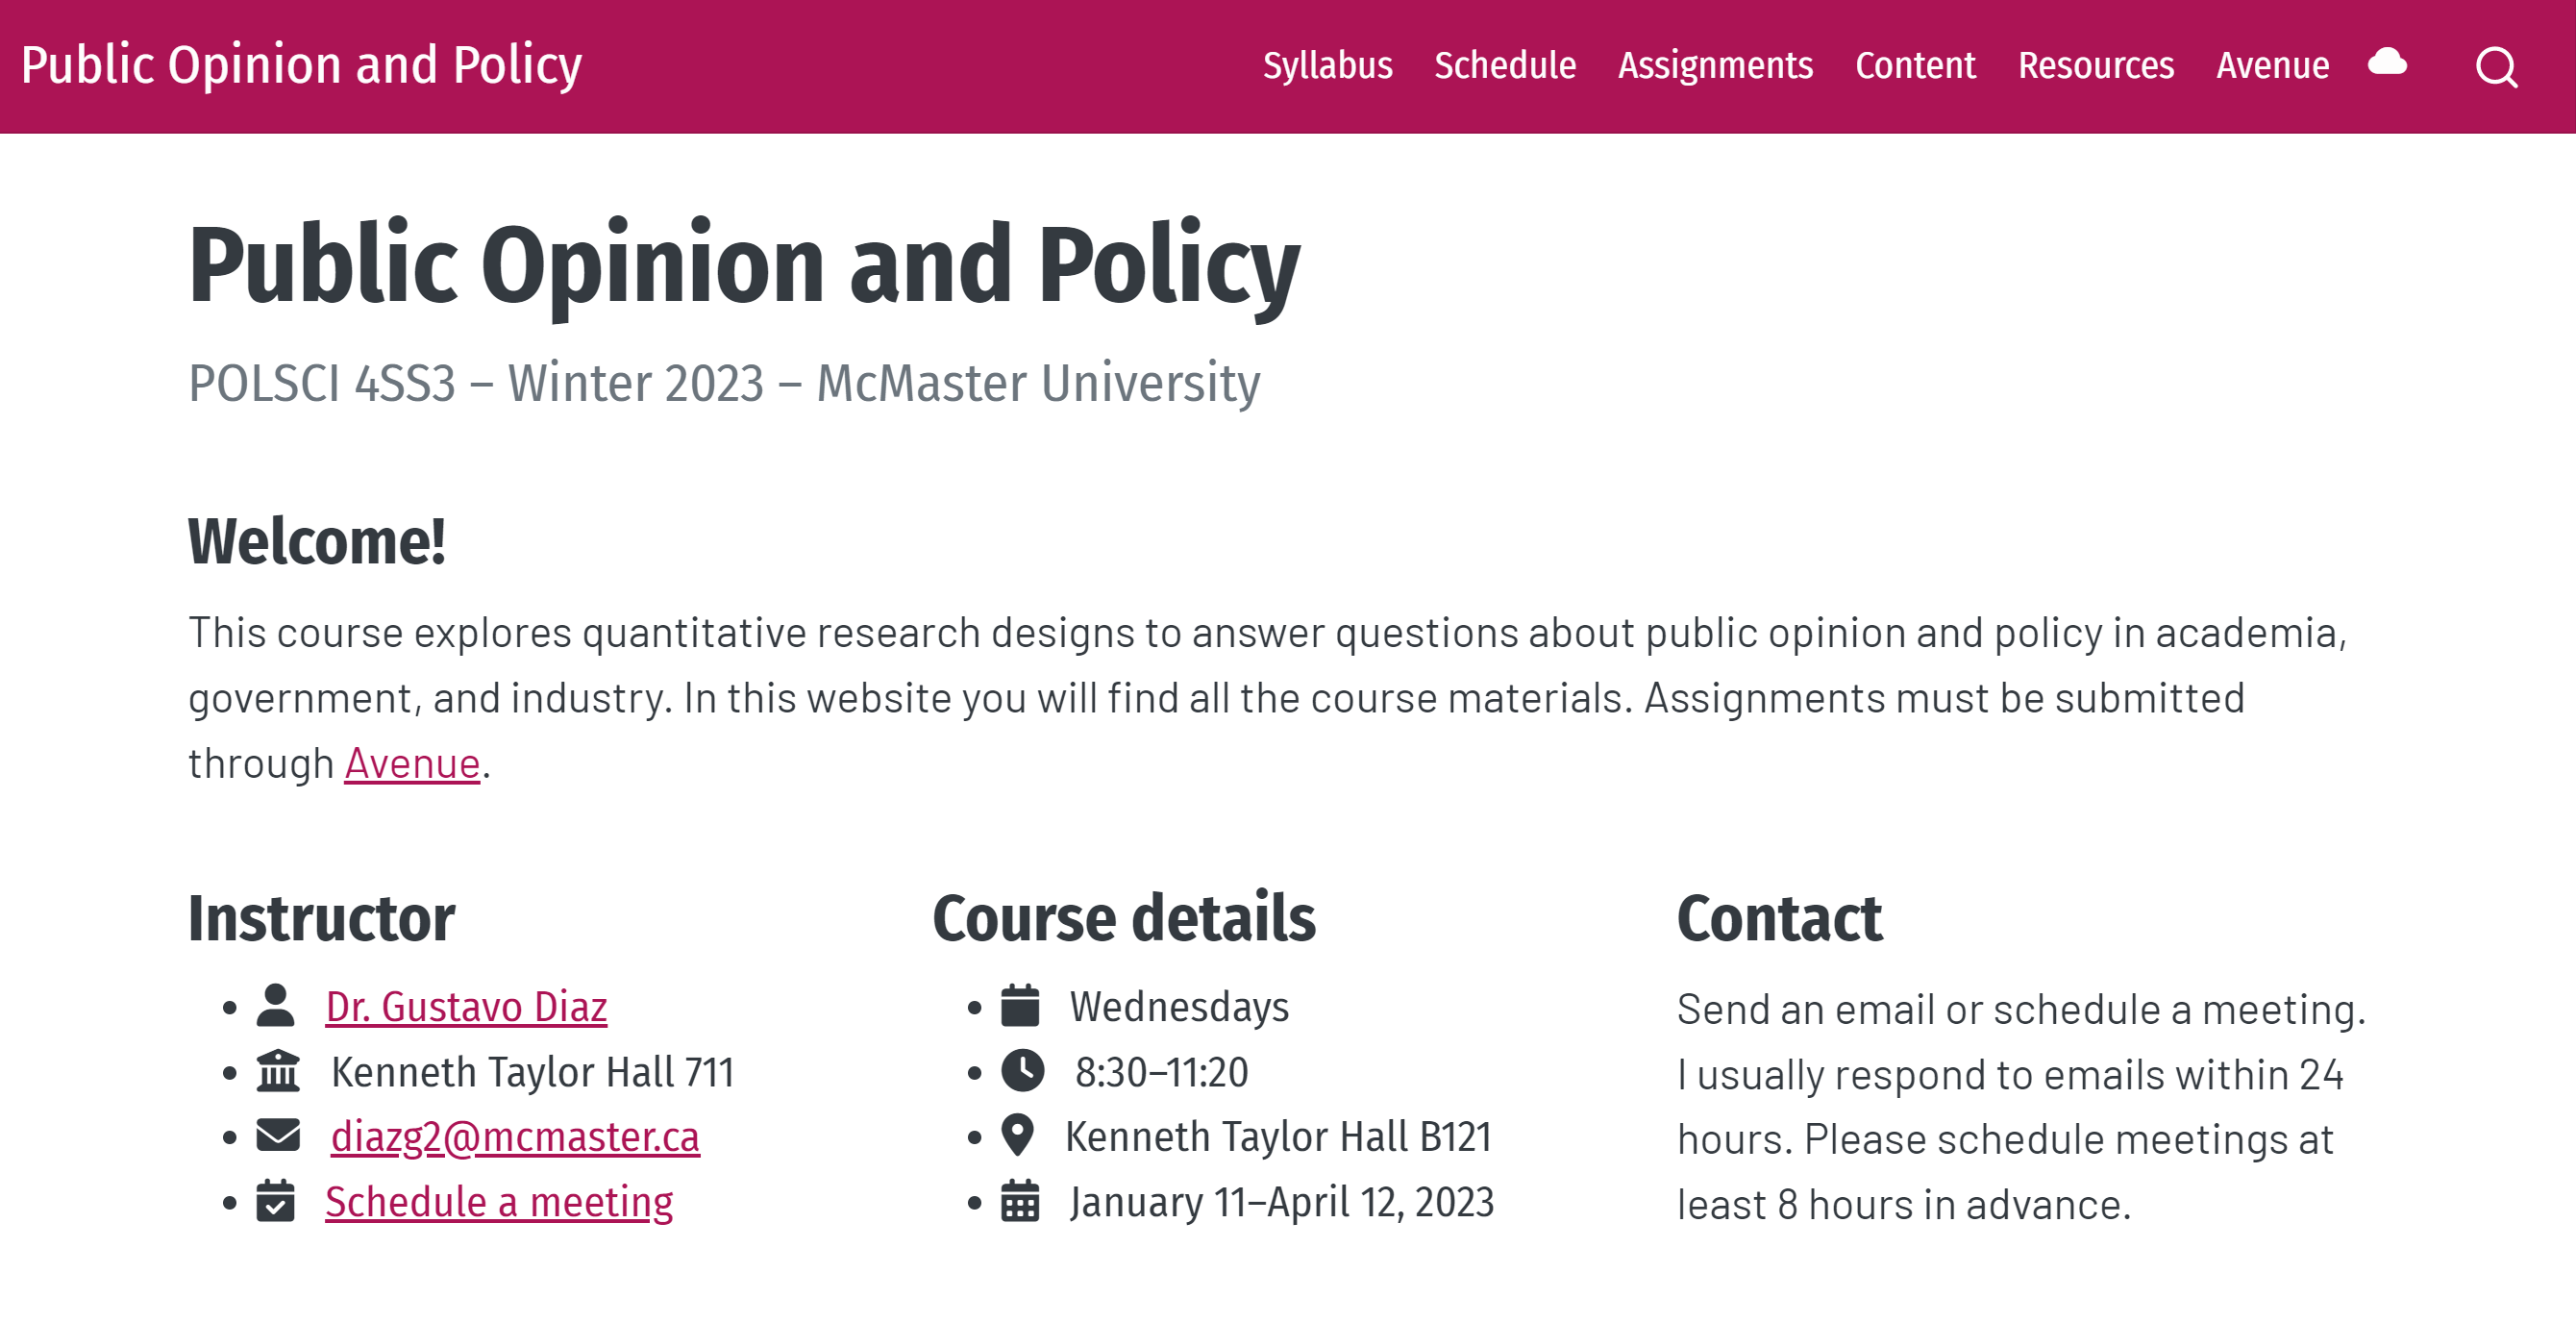 Public Opinion and Policy
Syllabus Schedule Assignments Content Resources Avenue
Public Opinion and Policy
POLSCI 4SS3 – Winter 2023 – McMaster University
Welcome!
This course explores quantitative research designs to answer questions about public opinion and policy in academia,
government, and industry. In this website you will find all the course materials. Assignments must be submitted
through Avenue.
Instructor
Dr. Gustavo Diaz
Kenneth Taylor Hall 711
diazg2@mcmaster.ca
Schedule a meeting
Course details
Wednesdays
8:30–11:20
Kenneth Taylor Hall B121
January 11–April 12, 2023
Contact
Send an email or schedule a meeting.
I usually respond to emails within 24
hours. Please schedule meetings at
least 8 hours in advance.